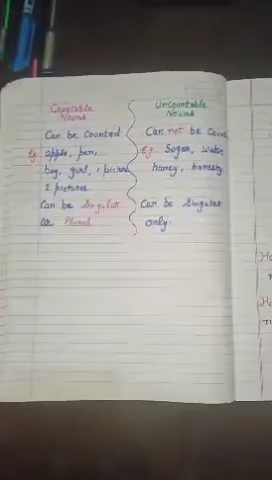 Countable
Nouns
Can be counted
Eg apple, pen,
boy, girl, 1 picture
2 pictures
Can be Singular
or Plural
Uncountable
Nouns
Can not be
Eg Sugar, water
honey, honesty
Can be Singular
only.